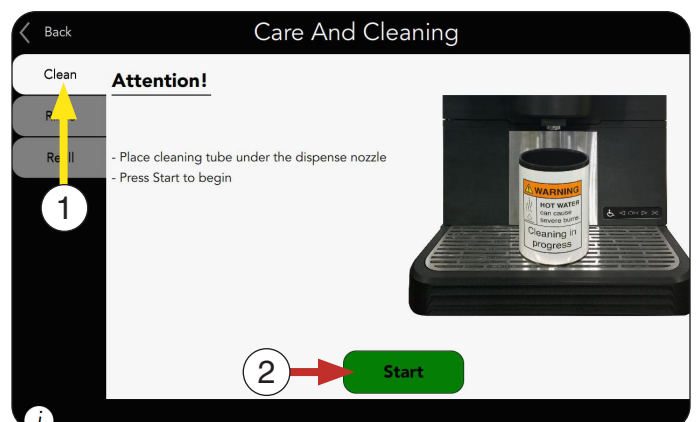 Back
Care And Cleaning
Clean
Attention!
- Place cleaning tube under the dispense nozzle
- Press Start to begin
WARNING
HOT WATER
can cause
severe burns.
Cleaning in
progress
OK
1
2
Start
i